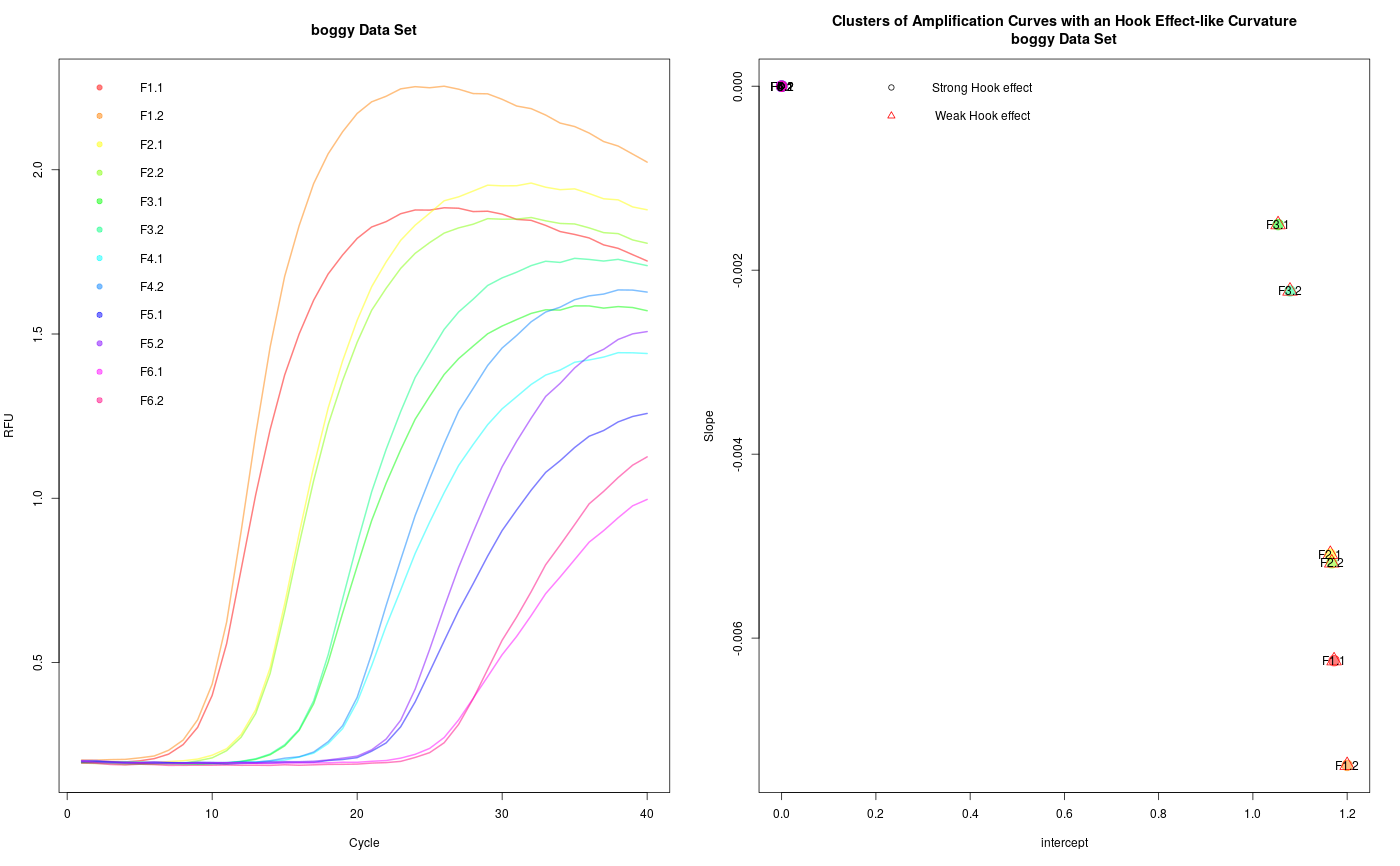 boggy Data Set
F1.1
F1.2
F2.1
F2.2
F3.1
F3.2
F4.1
F4.2
F5.1
F5.2
F6.1
F6.2
RFU
0.5
1.0
1.5
2.0
0
10
20
30
40
Cycle
Clusters of Amplification Curves with an Hook Effect-like Curvature
boggy Data Set
Strong Hook effect
Weak Hook effect
F3.1
F3.2
F2.2
F1.1
F1.2
Slope
0.000
-0.002
-0.004
-0.006
0.0
0.2
0.4
0.6
0.8
1.0
1.2
intercept